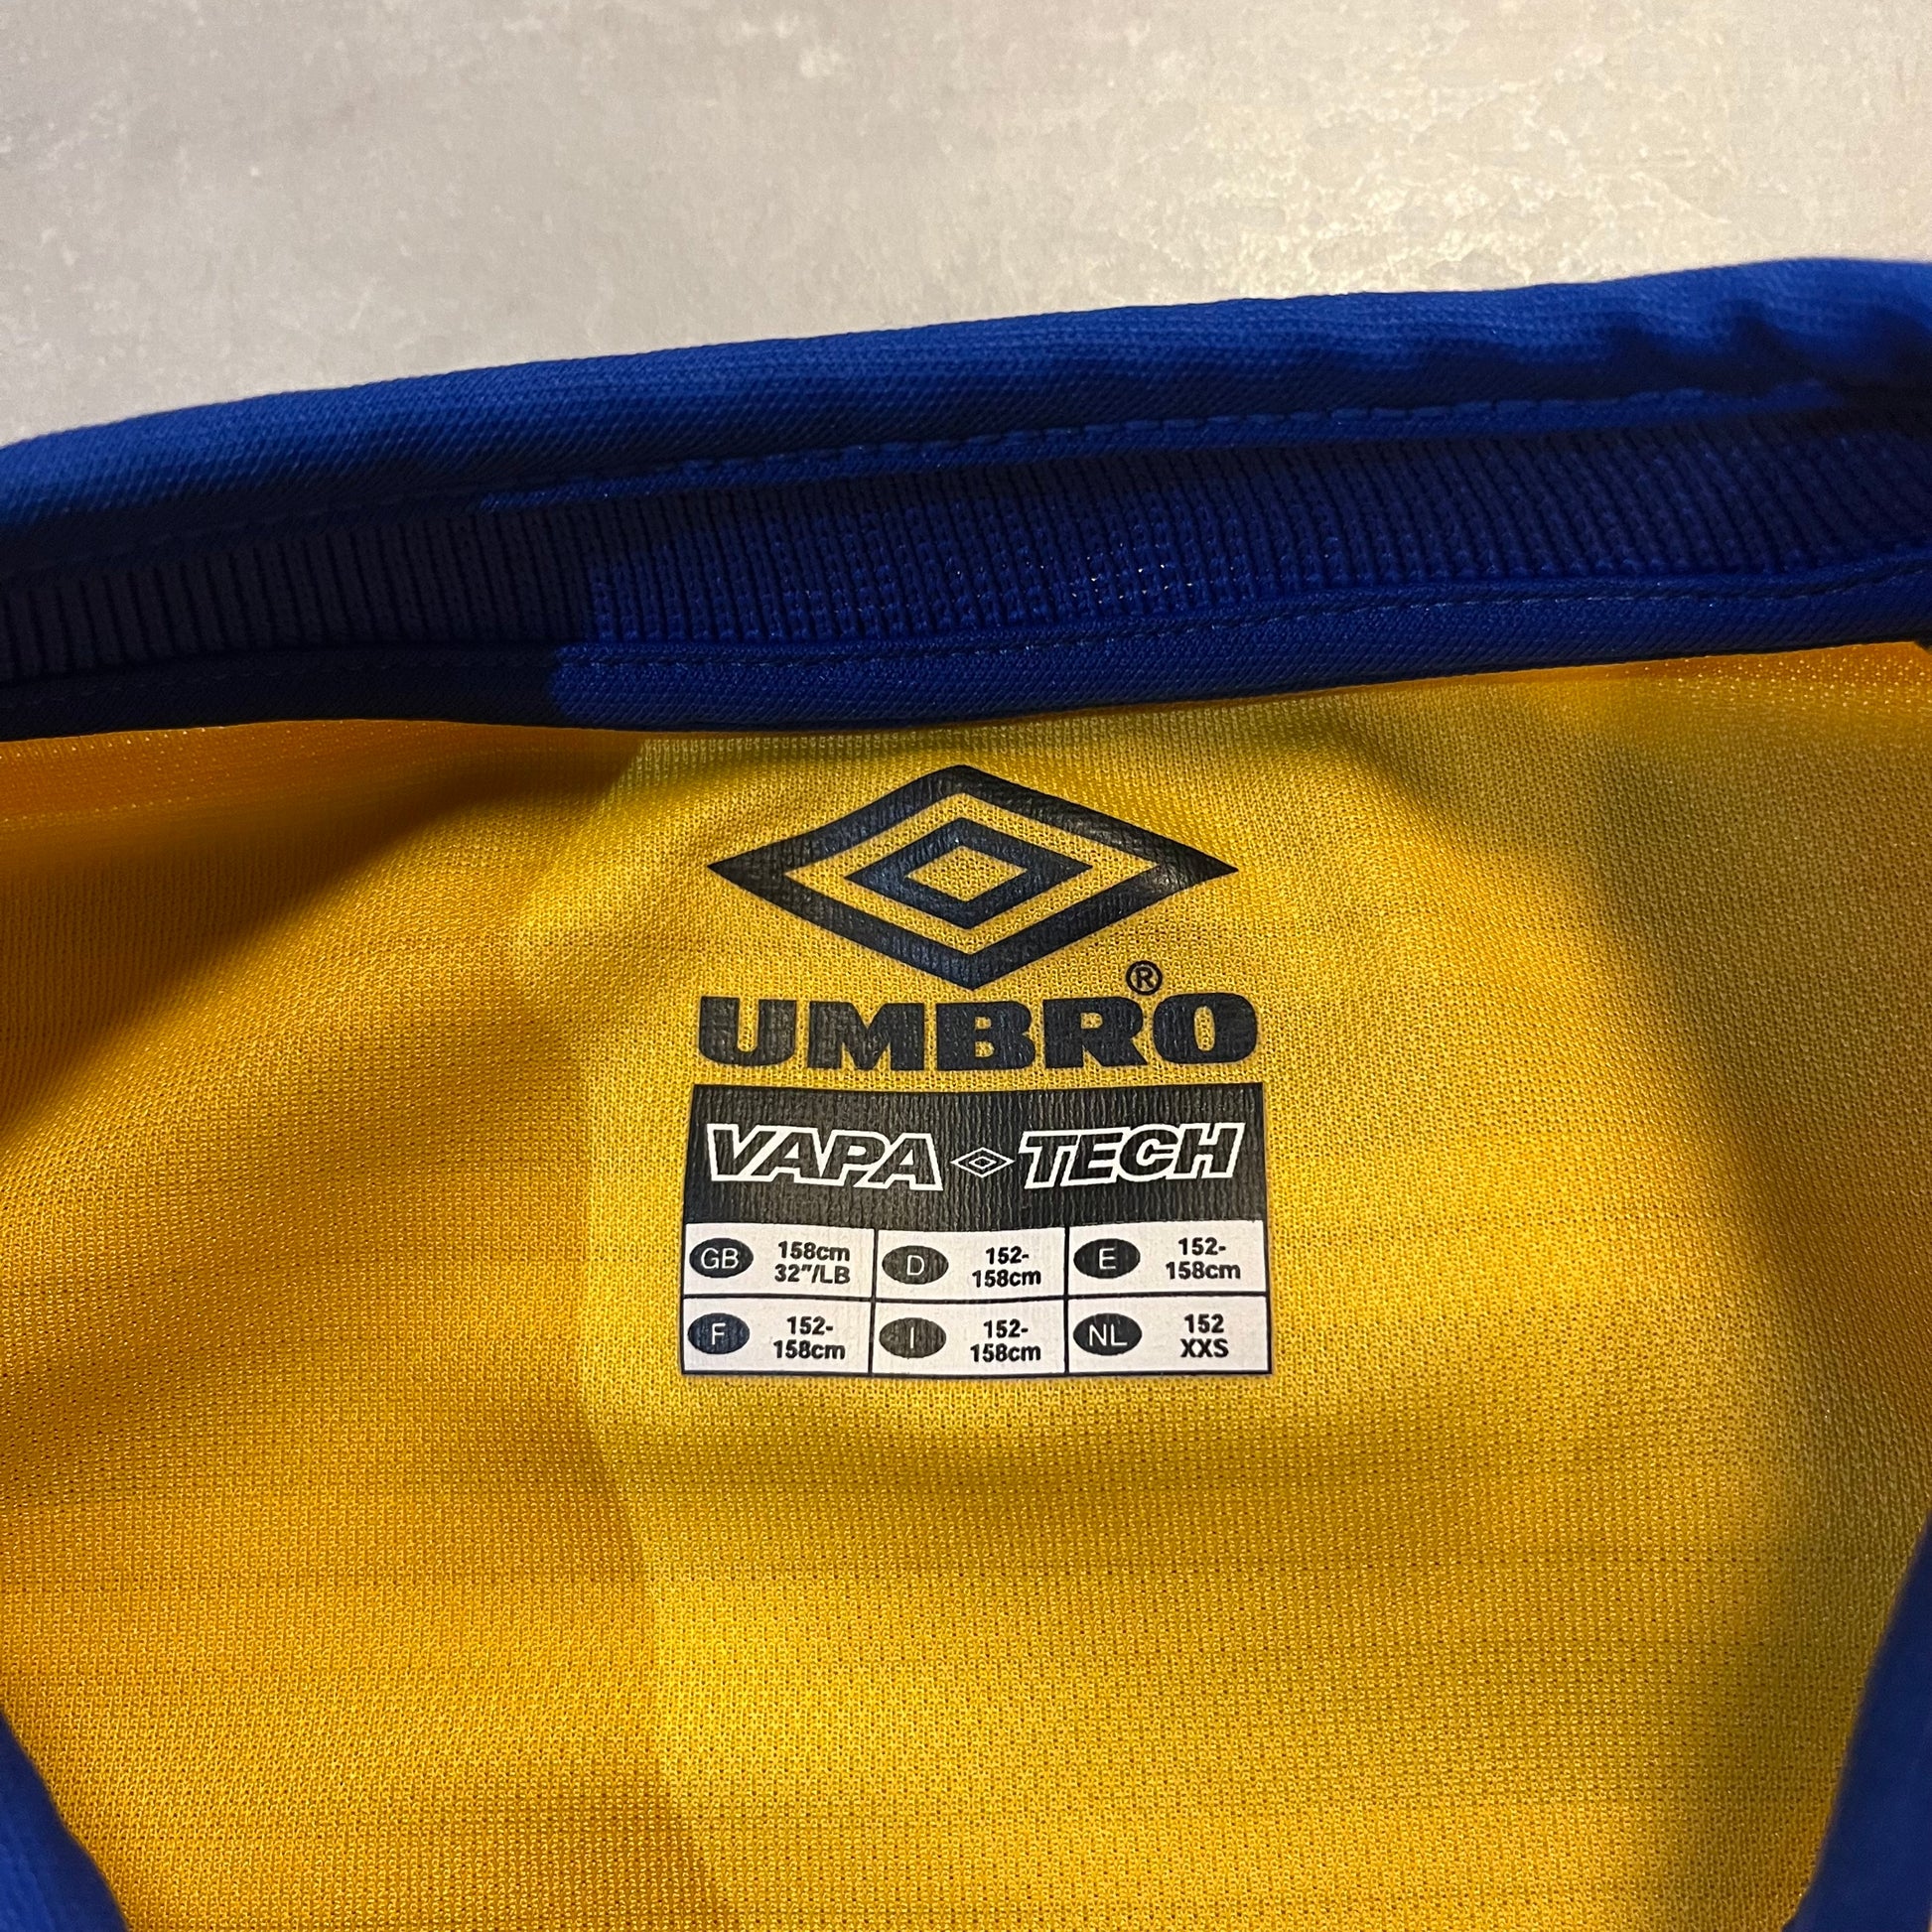 ®
UMBRO
VAPA TECH
GB 158cm 32"/LB
D 152-158cm
E 152-158cm
F 152-158cm
I 152-158cm
NL 152 XXS